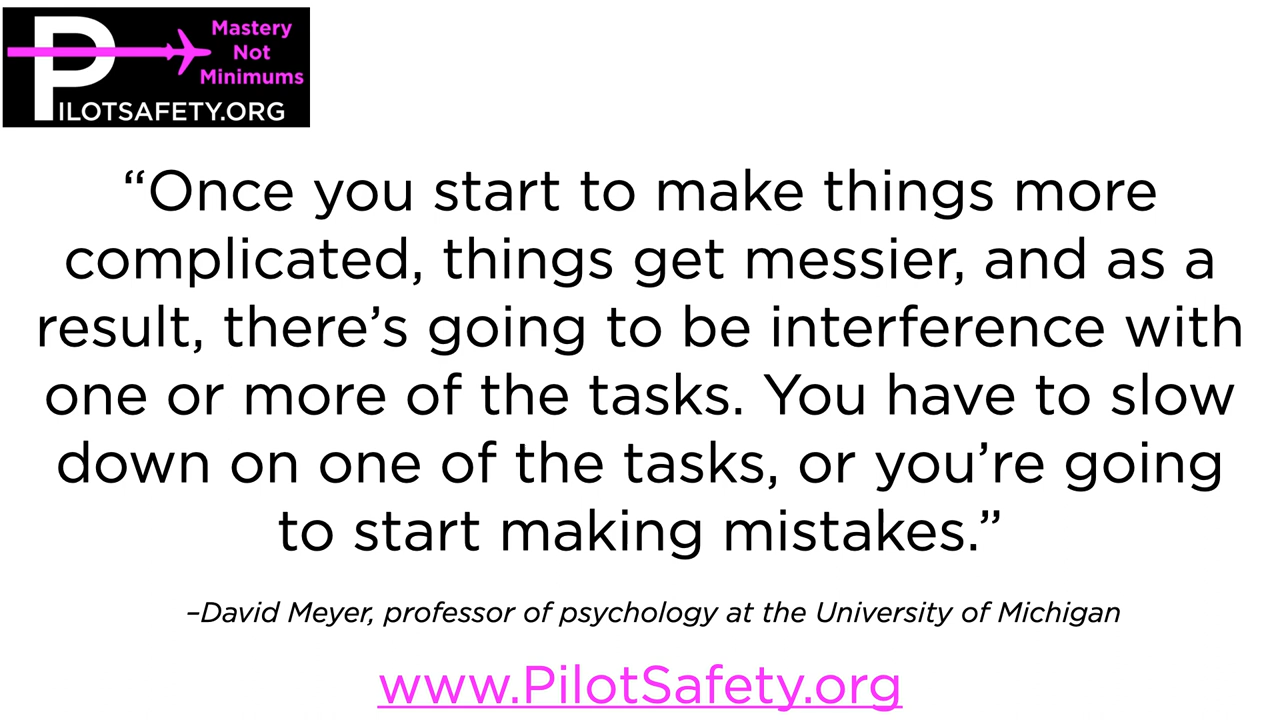 Mastery
Not
Minimums
PILOTSAFETY.ORG
“Once you start to make things more
complicated, things get messier, and as a
result, there’s going to be interference with
one or more of the tasks. You have to slow
down on one of the tasks, or you’re going
to start making mistakes.”
–David Meyer, professor of psychology at the University of Michigan
www.PilotSafety.org